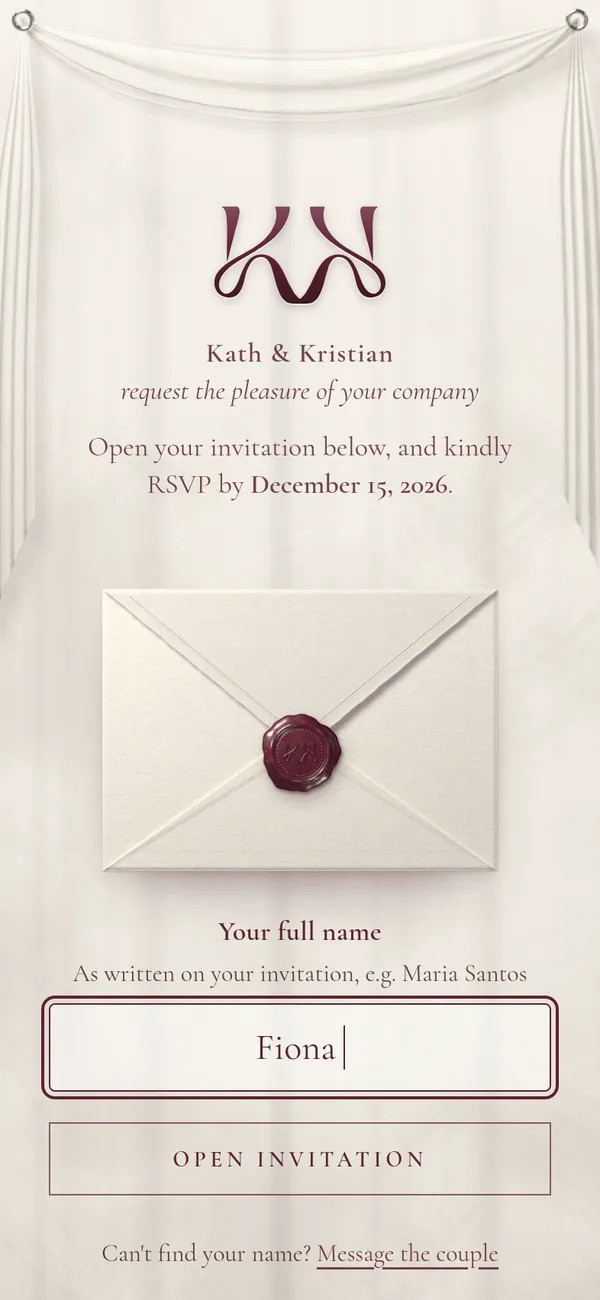 KK
Kath & Kristian
request the pleasure of your company
Open your invitation below, and kindly
RSVP by December 15, 2026.
KK
Your full name
As written on your invitation, e.g. Maria Santos
Fiona
OPEN INVITATION
Can't find your name? Message the couple